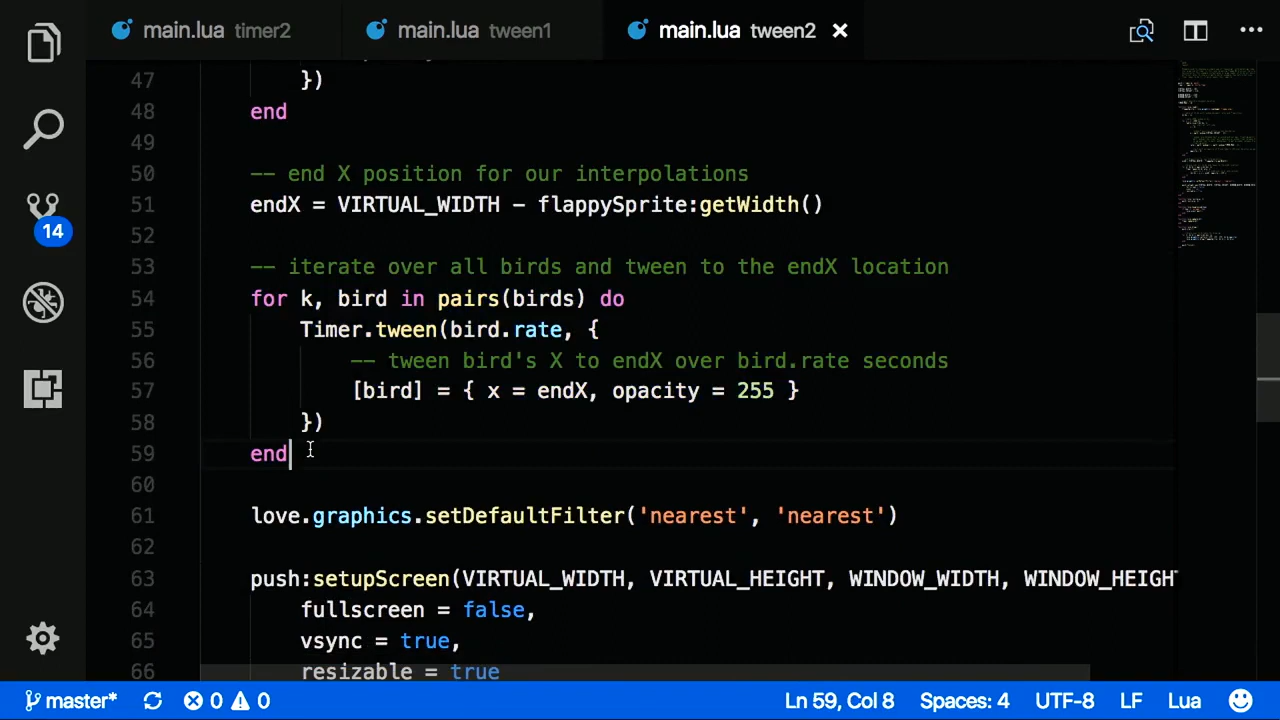 main.lua timer2 main.lua tween1 main.lua tween2
47 })
48 end
49
50 -- end X position for our interpolations
51 endX = VIRTUAL_WIDTH - flappySprite:getWidth()
52
53 -- iterate over all birds and tween to the endX location
54 for k, bird in pairs(birds) do
55 Timer.tween(bird.rate, {
56 -- tween bird's X to endX over bird.rate seconds
57 [bird] = { x = endX, opacity = 255 }
58 })
59 end
60
61 love.graphics.setDefaultFilter('nearest', 'nearest')
62
63 push:setupScreen(VIRTUAL_WIDTH, VIRTUAL_HEIGHT, WINDOW_WIDTH, WINDOW_HEIGHT
64 fullscreen = false,
65 vsync = true,
66 resizable = true
14
master* 0 0 Ln 59, Col 8 Spaces: 4 UTF-8 LF Lua